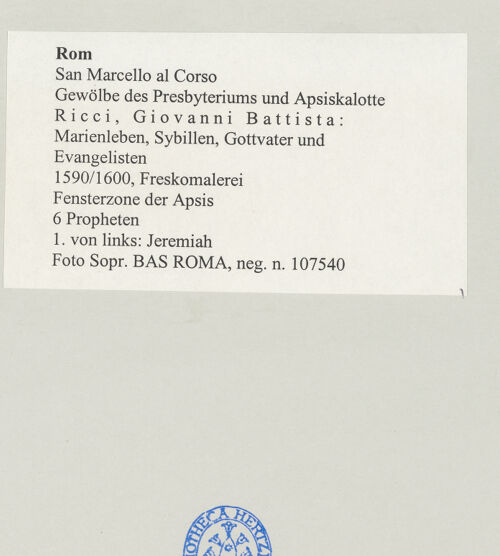 Rom
San Marcello al Corso
Gewölbe des Presbyteriums und Apsiskalotte
Ricci, Giovanni Battista:
Marienleben, Sybillen, Gottvater und
Evangelisten
1590/1600, Freskomalerei
Fensterzone der Apsis
6 Propheten
1. von links: Jeremiah
Foto Sopr. BAS ROMA, neg. n. 107540